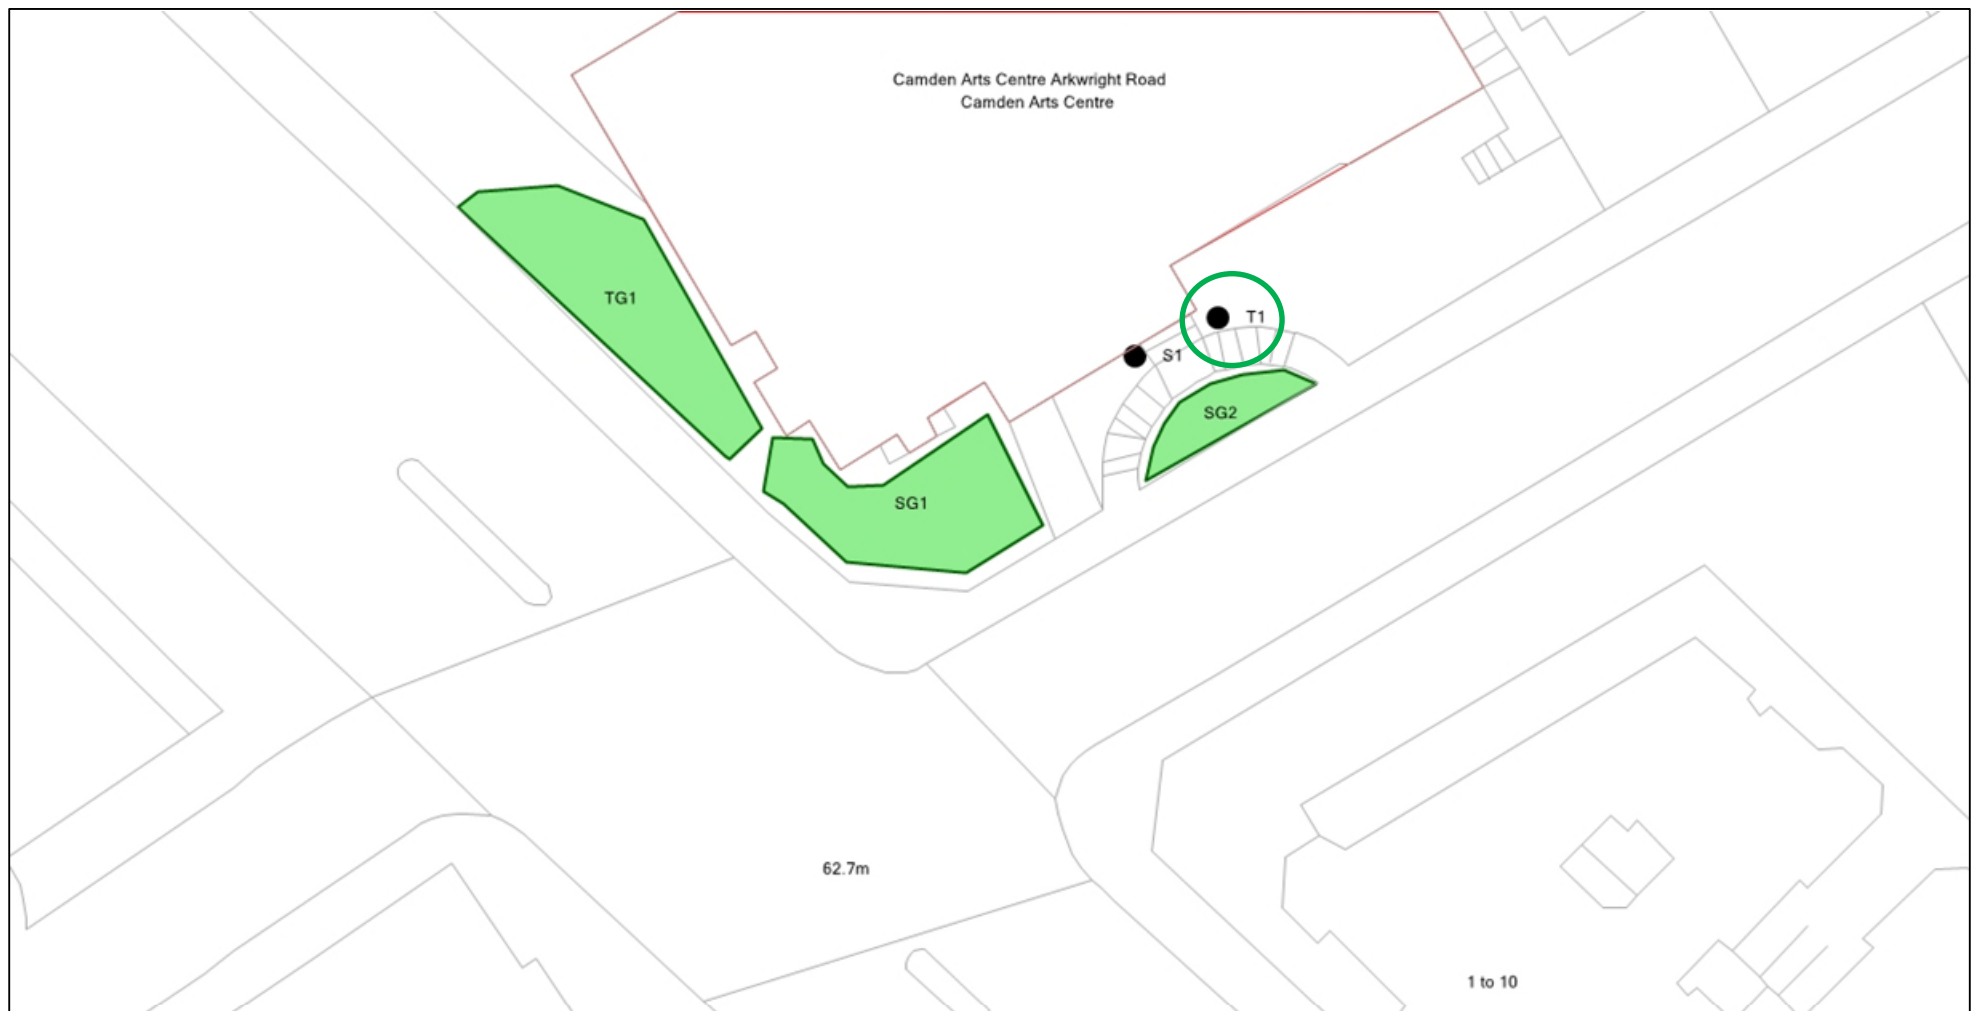 Camden Arts Centre Arkwright Road
Camden Arts Centre
TG1
T1
S1
SG2
SG1
62.7m
1 to 10